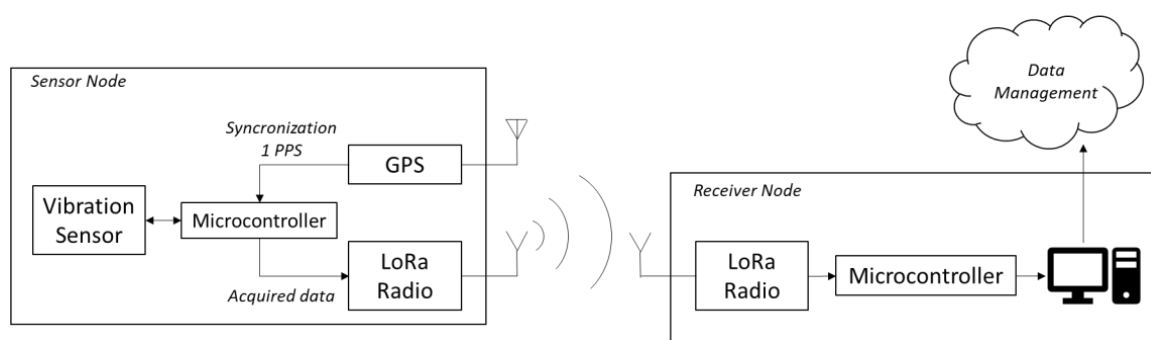 Sensor Node
Syncronization
1 PPS
GPS
Vibration
Sensor
Microcontroller
LoRa
Radio
Acquired data
Data
Management
Receiver Node
LoRa
Radio
Microcontroller